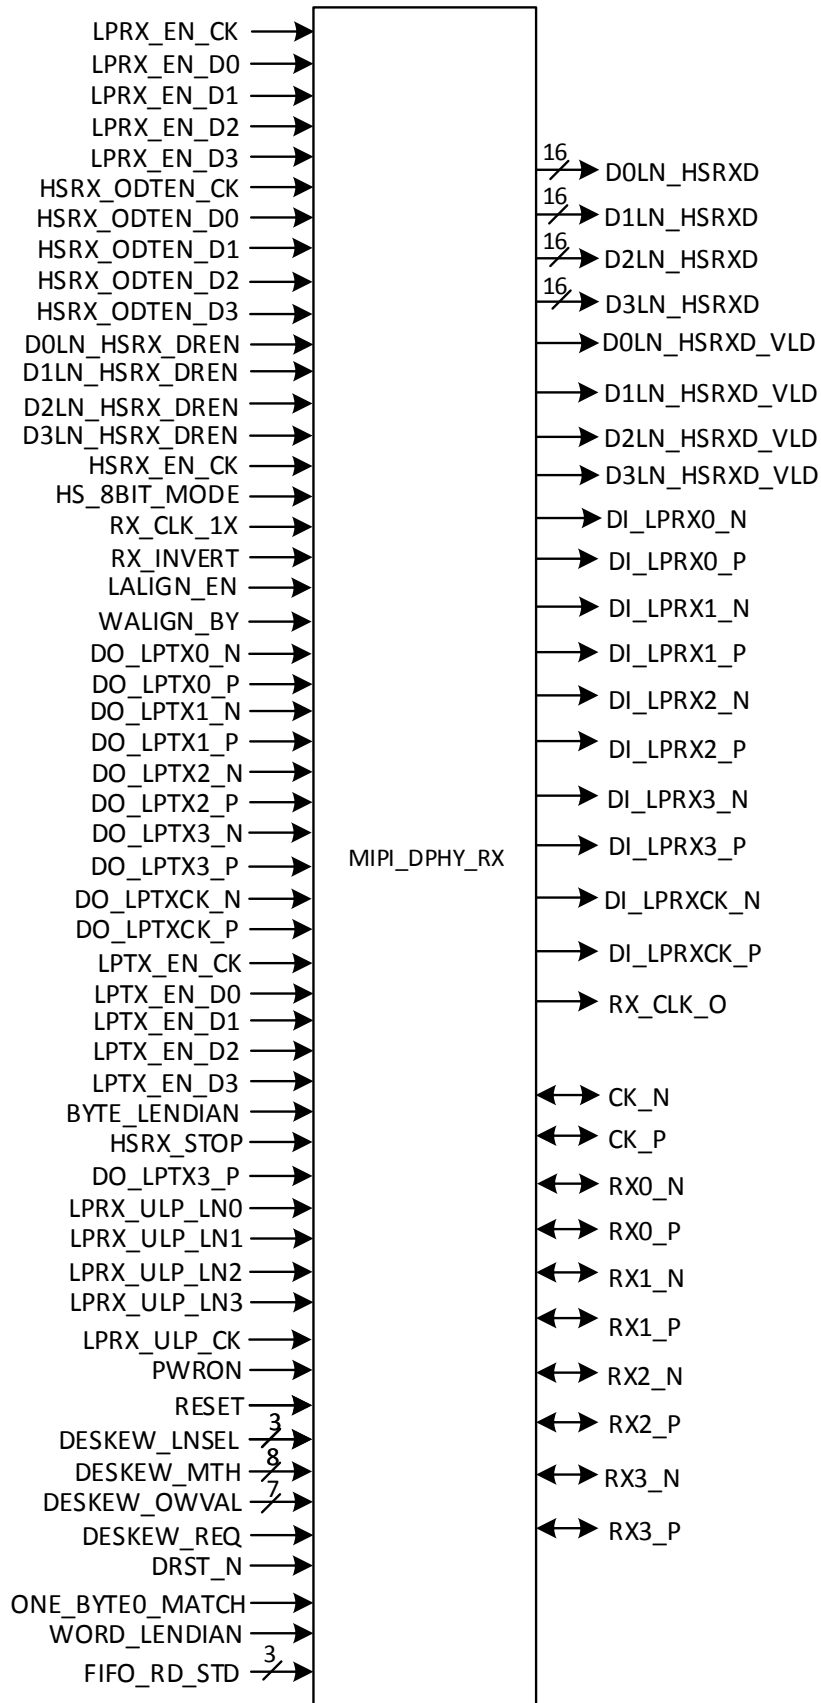 LPRX_EN_CK
LPRX_EN_D0
LPRX_EN_D1
LPRX_EN_D2
LPRX_EN_D3
HSRX_ODTEN_CK
HSRX_ODTEN_D0
HSRX_ODTEN_D1
HSRX_ODTEN_D2
HSRX_ODTEN_D3
D0LN_HSRX_DREN
D1LN_HSRX_DREN
D2LN_HSRX_DREN
D3LN_HSRX_DREN
HSRX_EN_CK
HS_8BIT_MODE
RX_CLK_1X
RX_INVERT
LALIGN_EN
WALIGN_BY
DO_LPTX0_N
DO_LPTX0_P
DO_LPTX1_N
DO_LPTX1_P
DO_LPTX2_N
DO_LPTX2_P
DO_LPTX3_N
DO_LPTX3_P
DO_LPTXCK_N
DO_LPTXCK_P
LPTX_EN_CK
LPTX_EN_D0
LPTX_EN_D1
LPTX_EN_D2
LPTX_EN_D3
BYTE_LENDIAN
HSRX_STOP
DO_LPTX3_P
LPRX_ULP_LN0
LPRX_ULP_LN1
LPRX_ULP_LN2
LPRX_ULP_LN3
LPRX_ULP_CK
PWRON
RESET
DESKEW_LNSEL 3
DESKEW_MTH 8
DESKEW_OWVAL 7
DESKEW_REQ
DRST_N
ONE_BYTE0_MATCH
WORD_LENDIAN
FIFO_RD_STD 3
MIPI_DPHY_RX
16 D0LN_HSRXD
16 D1LN_HSRXD
16 D2LN_HSRXD
16 D3LN_HSRXD
D0LN_HSRXD_VLD
D1LN_HSRXD_VLD
D2LN_HSRXD_VLD
D3LN_HSRXD_VLD
DI_LPRX0_N
DI_LPRX0_P
DI_LPRX1_N
DI_LPRX1_P
DI_LPRX2_N
DI_LPRX2_P
DI_LPRX3_N
DI_LPRX3_P
DI_LPRXCK_N
DI_LPRXCK_P
RX_CLK_O
CK_N
CK_P
RX0_N
RX0_P
RX1_N
RX1_P
RX2_N
RX2_P
RX3_N
RX3_P